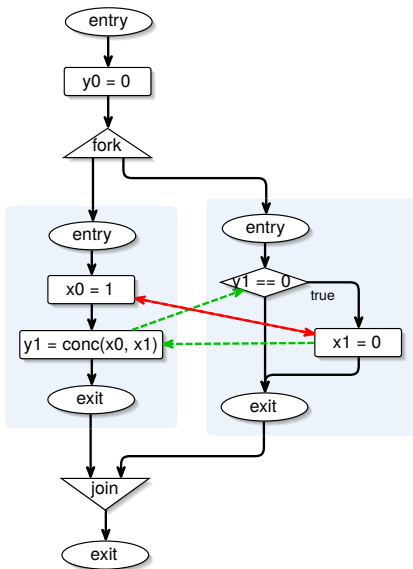 entry
y0 = 0
fork
entry
x0 = 1
y1 = conc(x0, x1)
exit
entry
y1 == 0
true
x1 = 0
exit
join
exit